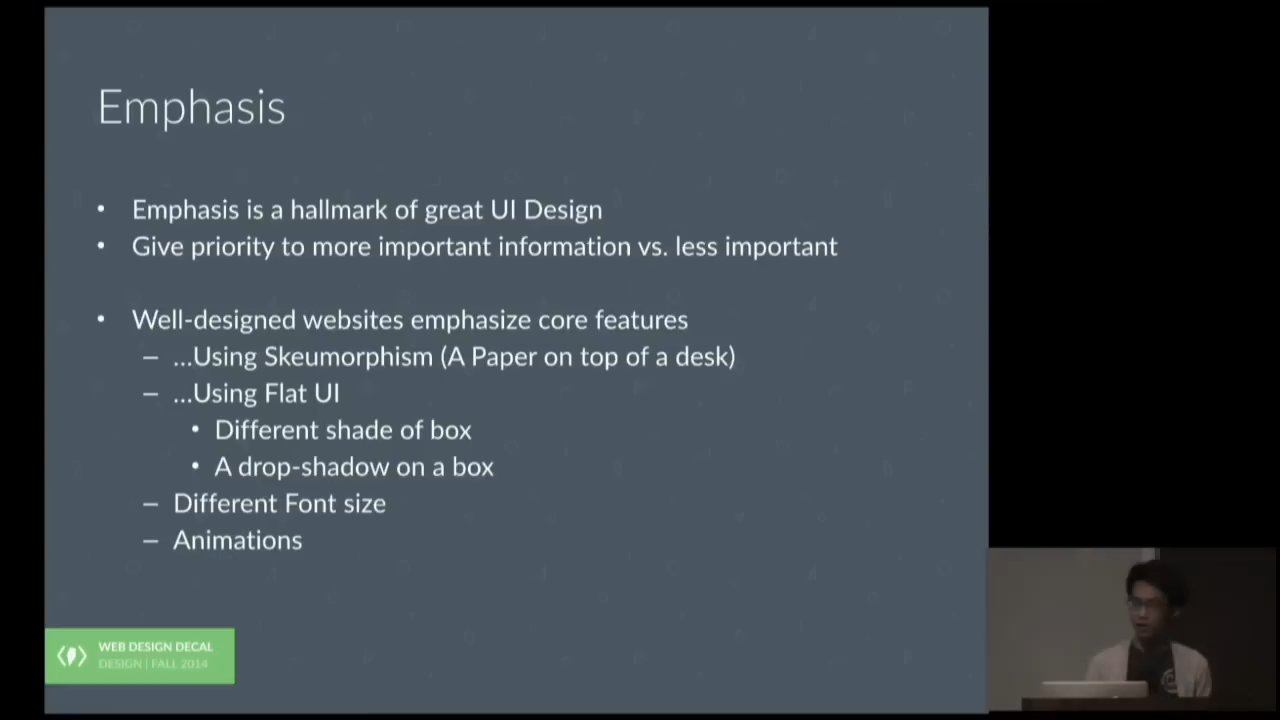 Emphasis
• Emphasis is a hallmark of great UI Design
• Give priority to more important information vs. less important
• Well-designed websites emphasize core features
– ...Using Skeumorphism (A Paper on top of a desk)
– ...Using Flat UI
• Different shade of box
• A drop-shadow on a box
– Different Font size
– Animations
WEB DESIGN DECAL
DESIGN | FALL 2014